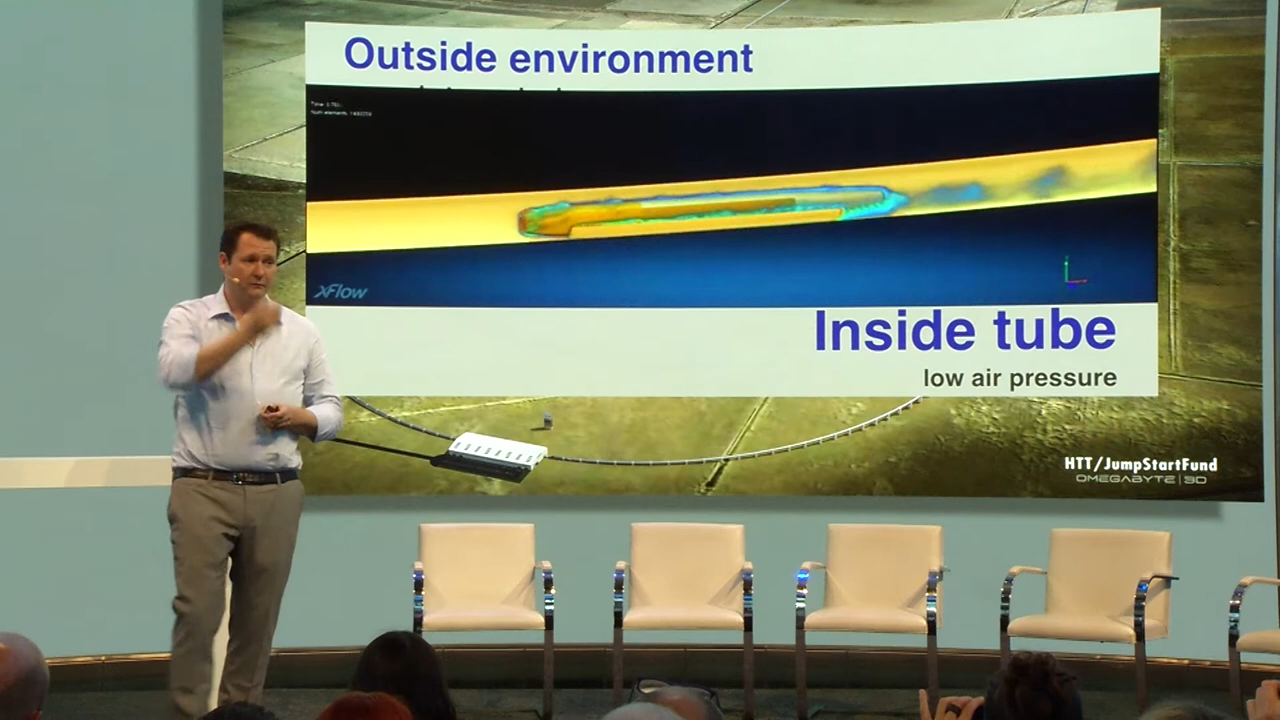 Outside environment
Inside tube
low air pressure
xFlow
HTT/JumpStartFund
OMEGABYTE|3D